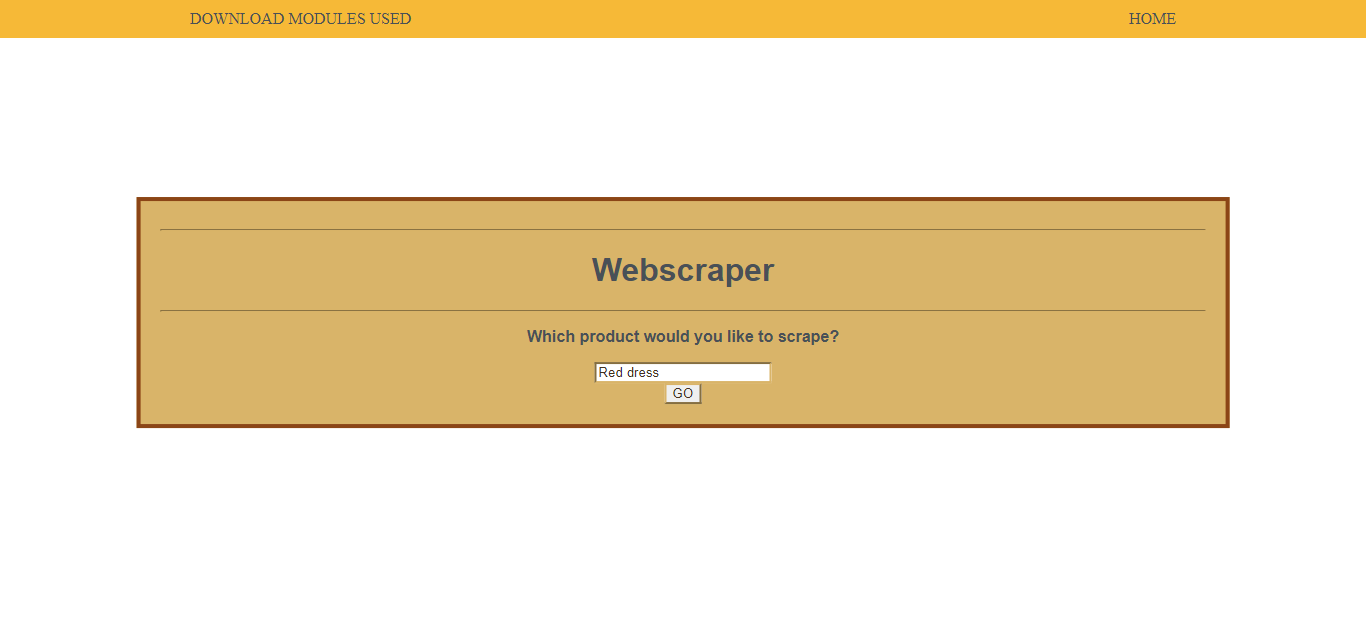 DOWNLOAD MODULES USED HOME
Webscraper
Which product would you like to scrape?
Red dress
GO